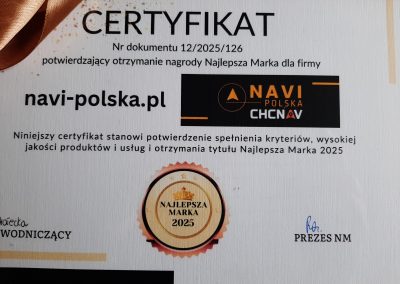 CERTYFIKAT
Nr dokumentu 12/2025/126
potwierdzający otrzymanie nagrody Najlepsza Marka dla firmy
navi-polska.pl
NAVI
POLSKA
CHCNAV
Niniejszy certyfikat stanowi potwierdzenie spełnienia kryteriów, wysokiej
jakości produktów i usług i otrzymania tytułu Najlepsza Marka 2025
NAJLEPSZA
MARKA
2025
WODNICZĄCY
PREZES NM